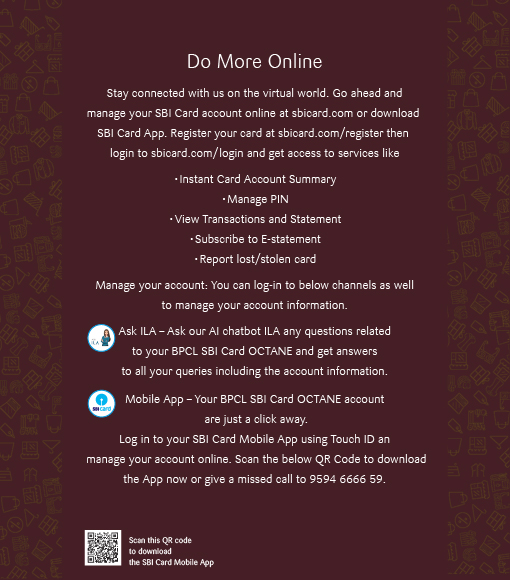 Do More Online
Stay connected with us on the virtual world. Go ahead and
manage your SBI Card account online at sbicard.com or download
SBI Card App. Register your card at sbicard.com/register then
login to sbicard.com/login and get access to services like
·Instant Card Account Summary
·Manage PIN
·View Transactions and Statement
·Subscribe to E-statement
·Report lost/stolen card
Manage your account: You can log-in to below channels as well
to manage your account information.
ILA
Ask ILA – Ask our AI chatbot ILA any questions related
to your BPCL SBI Card OCTANE and get answers
to all your queries including the account information.
SBI card
Mobile App – Your BPCL SBI Card OCTANE account
are just a click away.
Log in to your SBI Card Mobile App using Touch ID an
manage your account online. Scan the below QR Code to download
the App now or give a missed call to 9594 6666 59.
Scan this QR code
to download
the SBI Card Mobile App